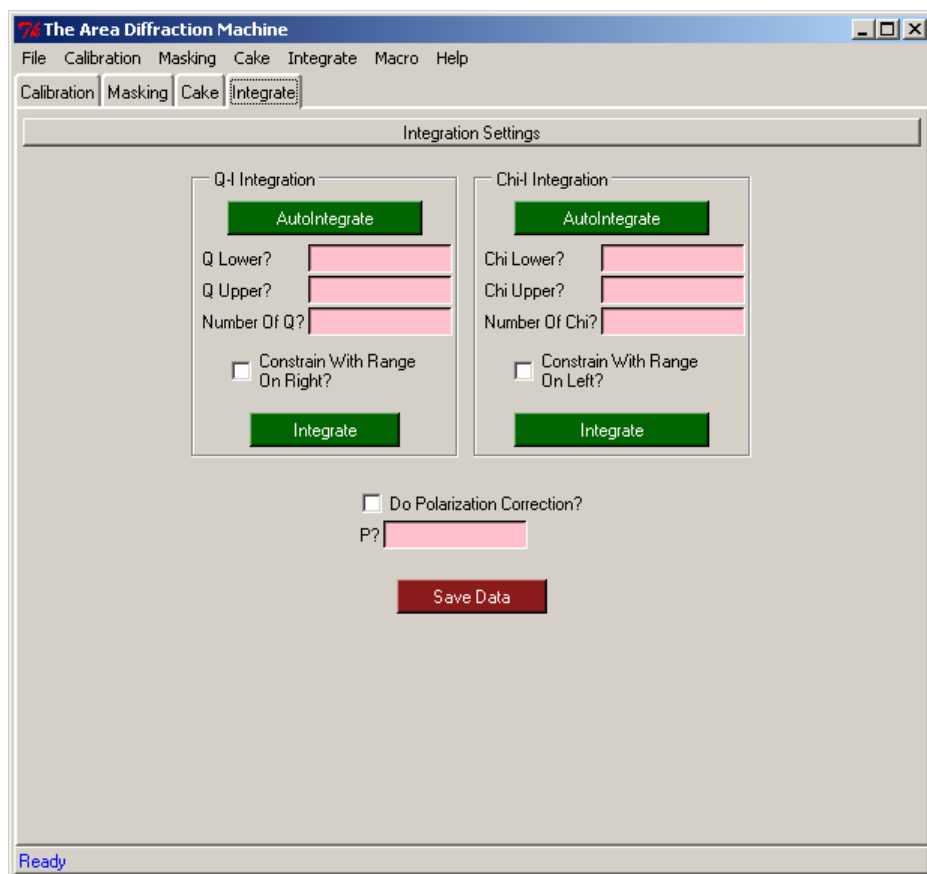 The Area Diffraction Machine
File Calibration Masking Cake Integrate Macro Help
Calibration Masking Cake Integrate
Integration Settings
Q-I Integration
AutoIntegrate
Q Lower?
Q Upper?
Number Of Q?
Constrain With Range
On Right?
Integrate
Chi-I Integration
AutoIntegrate
Chi Lower?
Chi Upper?
Number Of Chi?
Constrain With Range
On Left?
Integrate
Do Polarization Correction?
P?
Save Data
Ready